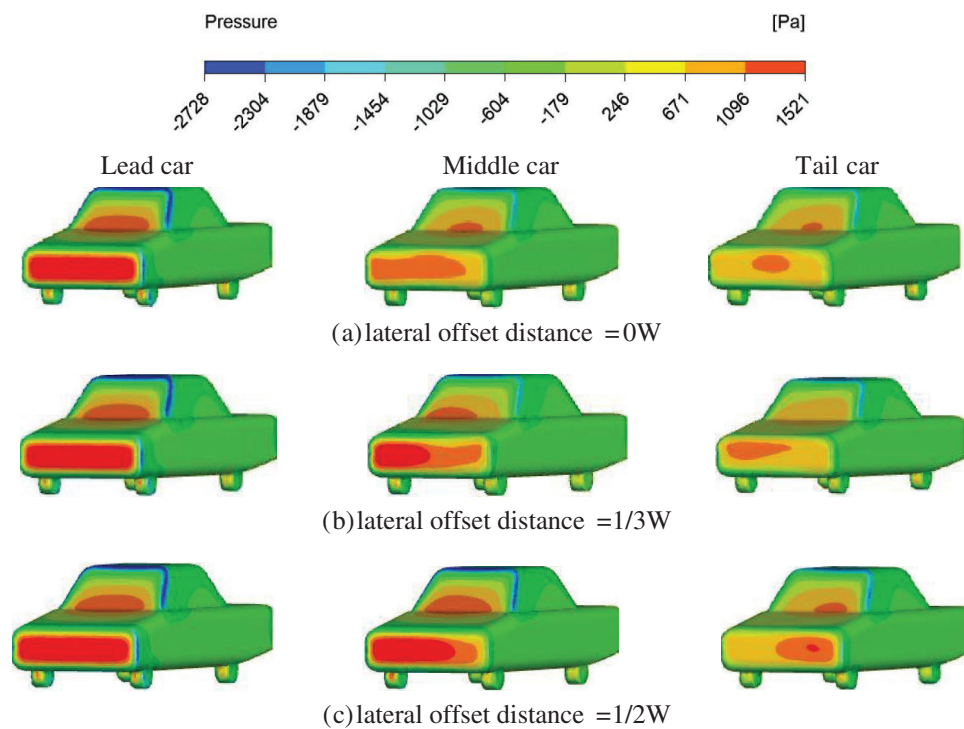 Pressure [Pa]
-2728 -2304 -1879 -1454 -1029 -604 -179 246 671 1096 1521
Lead car Middle car Tail car
(a) lateral offset distance =0W
(b) lateral offset distance =1/3W
(c) lateral offset distance =1/2W